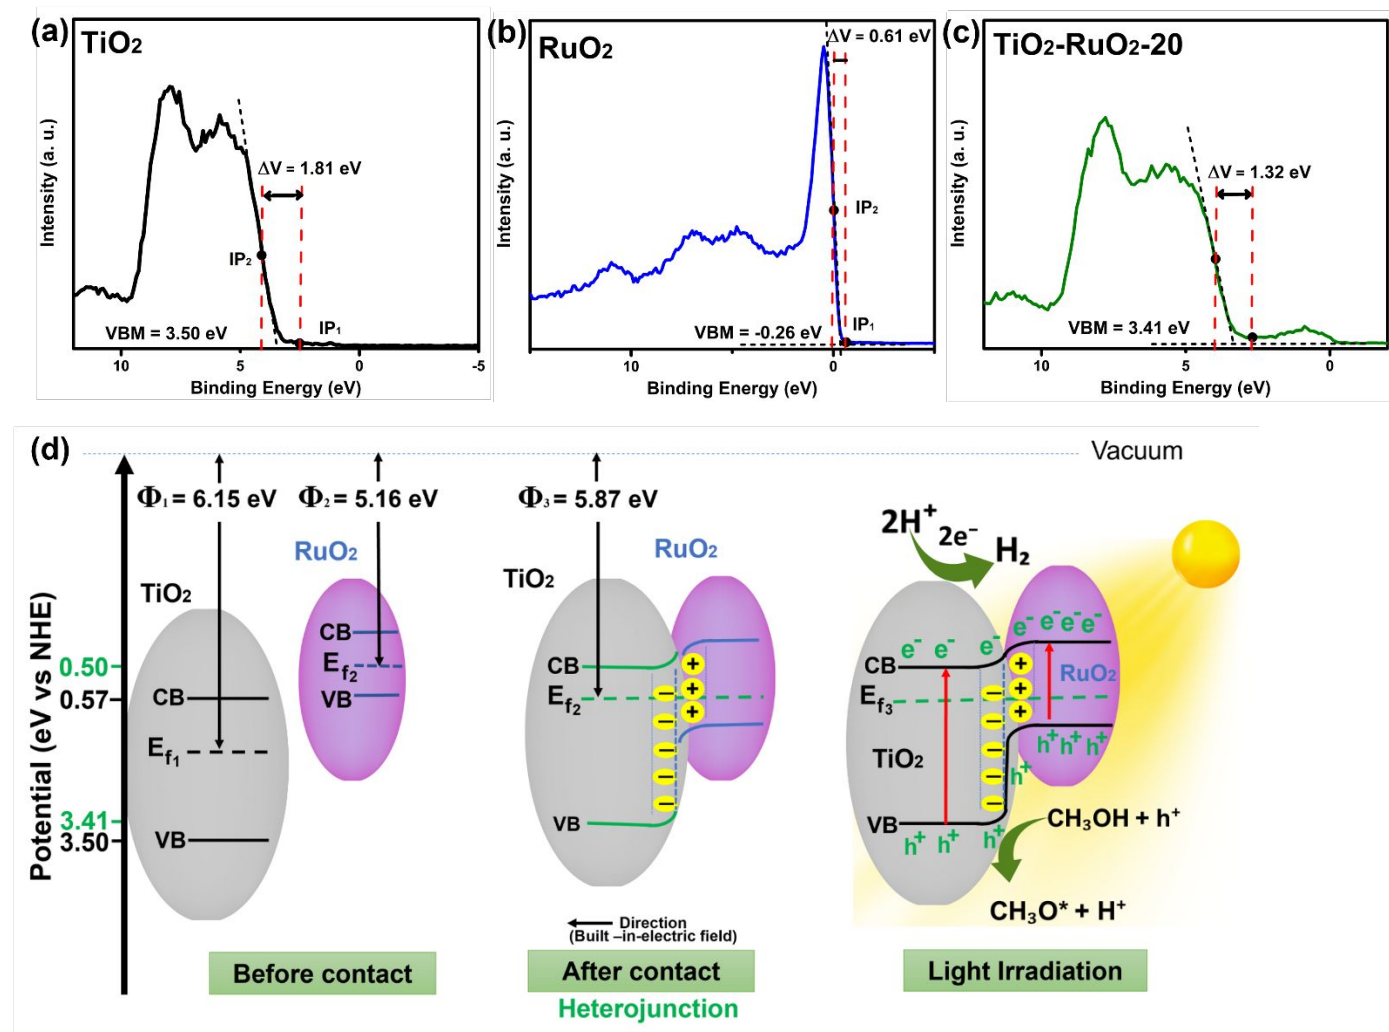 (a)
TiO₂
Intensity (a. u.)
ΔV = 1.81 eV
IP₂
IP₁
VBM = 3.50 eV
10
5
0
-5
Binding Energy (eV)
(b)
RuO₂
Intensity (a. u.)
ΔV = 0.61 eV
IP₂
IP₁
VBM = -0.26 eV
10
0
Binding Energy (eV)
(c)
TiO₂-RuO₂-20
Intensity (a. u.)
ΔV = 1.32 eV
VBM = 3.41 eV
10
5
0
Binding Energy (eV)
(d)
Vacuum
Potential (eV vs NHE)
0.50
0.57
3.41
3.50
Φ₁ = 6.15 eV
Φ₂ = 5.16 eV
TiO₂
RuO₂
CB
E_f₁
VB
CB
E_f₂
VB
Before contact
Φ₃ = 5.87 eV
TiO₂
RuO₂
CB
E_f₂
VB
− − − − −
+ + +
Direction
(Built –in-electric field)
After contact
Heterojunction
2H⁺
2e⁻
H₂
e⁻ e⁻ e⁻ e⁻ e⁻ e⁻ e⁻
CB
E_f₃
RuO₂
TiO₂
− − − − −
+ + +
h⁺ h⁺ h⁺
h⁺
VB
h⁺ h⁺ h⁺
CH₃OH + h⁺
CH₃O* + H⁺
Light Irradiation